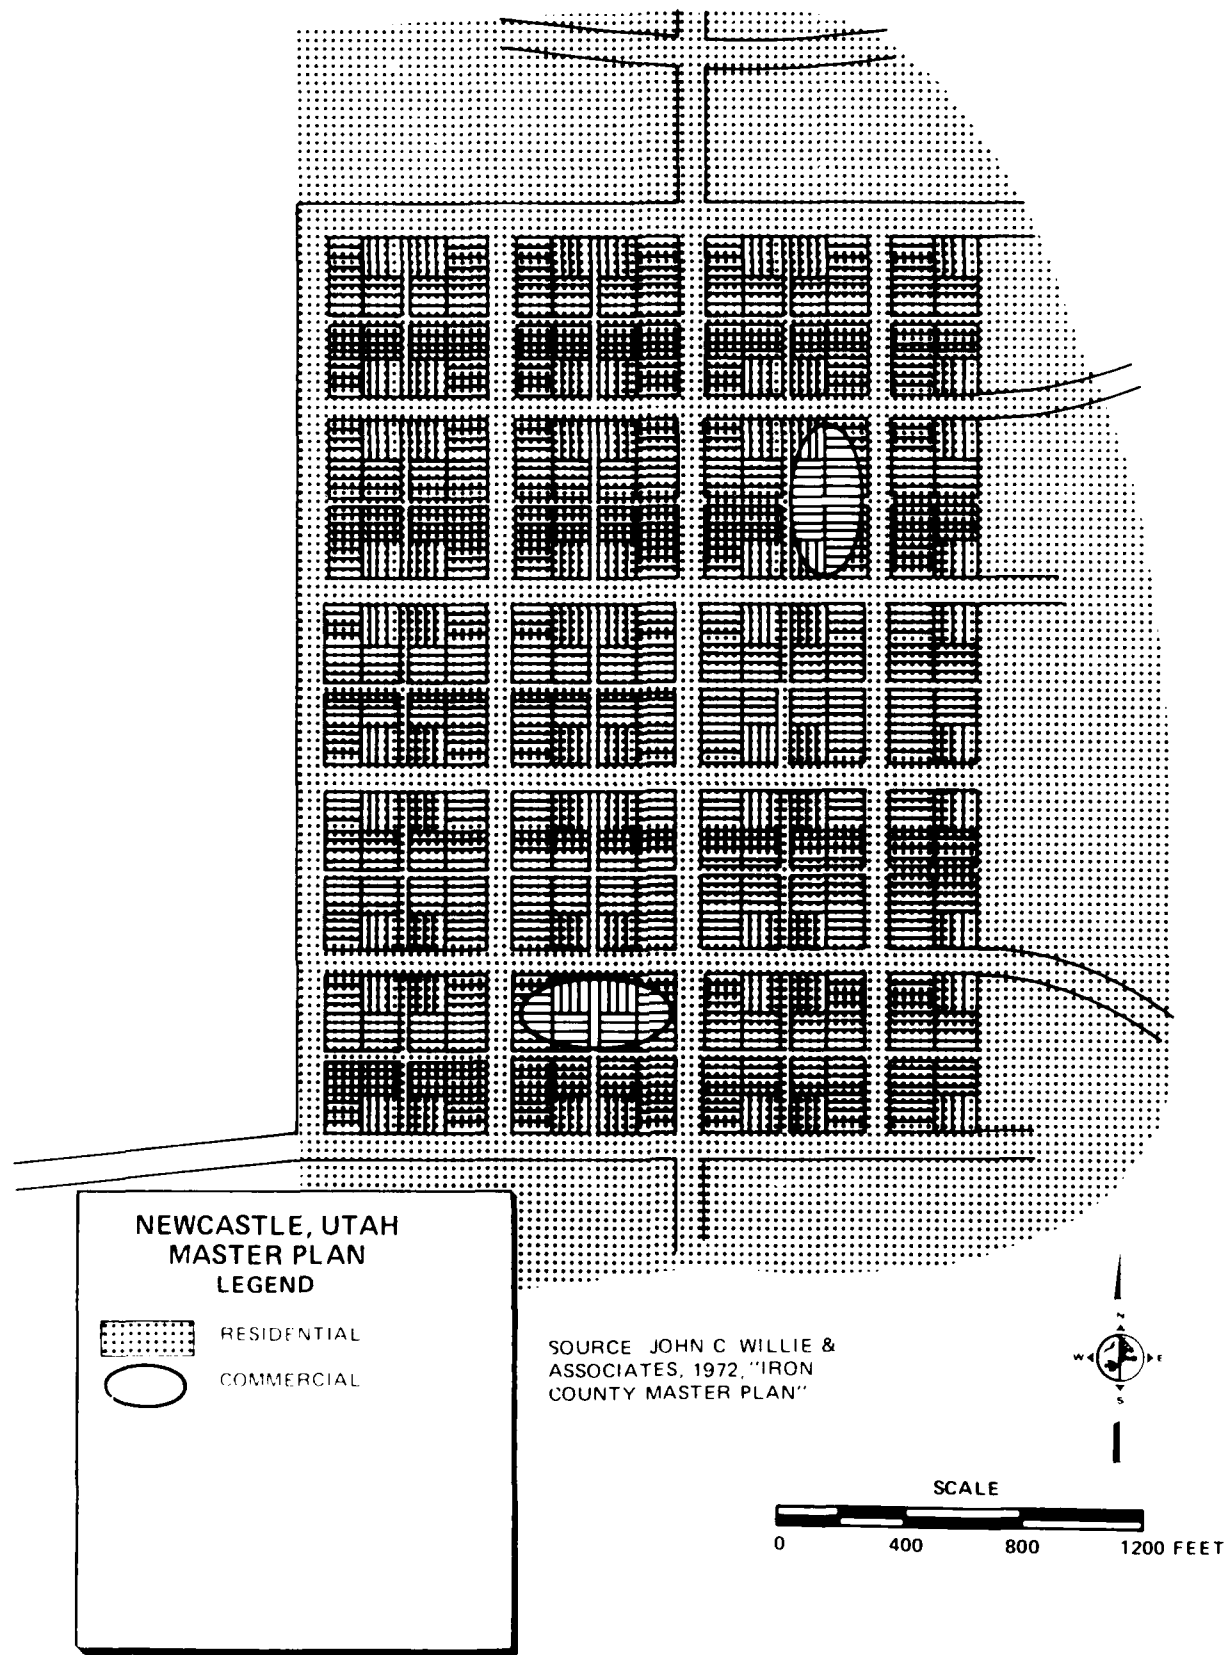 NEWCASTLE, UTAH
MASTER PLAN
LEGEND
RESIDENTIAL
COMMERCIAL
SOURCE JOHN C WILLIE &
ASSOCIATES, 1972, "IRON
COUNTY MASTER PLAN"
N
W E
S
SCALE
0 400 800 1200 FEET